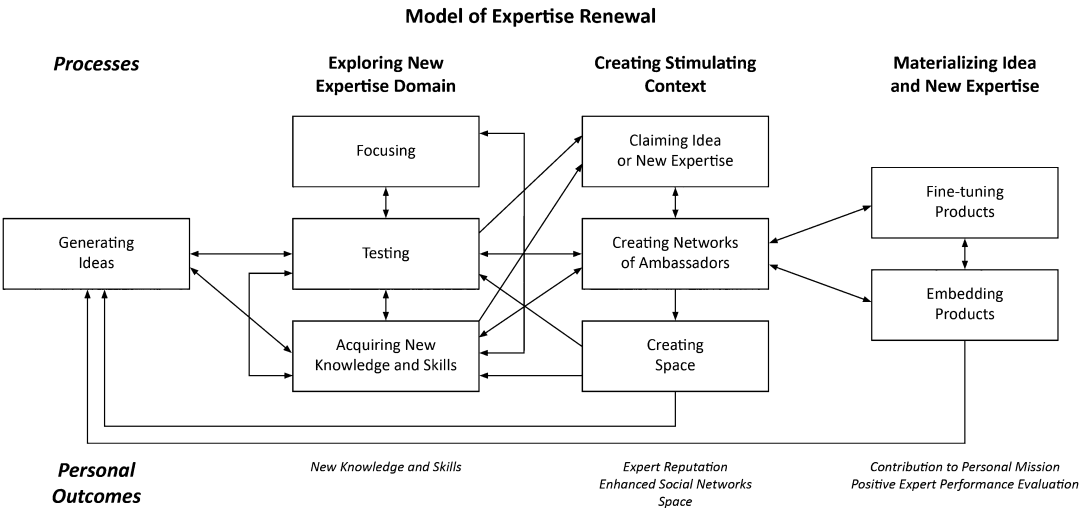 Model of Expertise Renewal
Processes
Exploring New
Expertise Domain
Creating Stimulating
Context
Materializing Idea
and New Expertise
Focusing
Claiming Idea
or New Expertise
Fine-tuning
Products
Generating
Ideas
Testing
Creating Networks
of Ambassadors
Embedding
Products
Acquiring New
Knowledge and Skills
Creating
Space
Personal
Outcomes
New Knowledge and Skills
Expert Reputation
Enhanced Social Networks
Space
Contribution to Personal Mission
Positive Expert Performance Evaluation